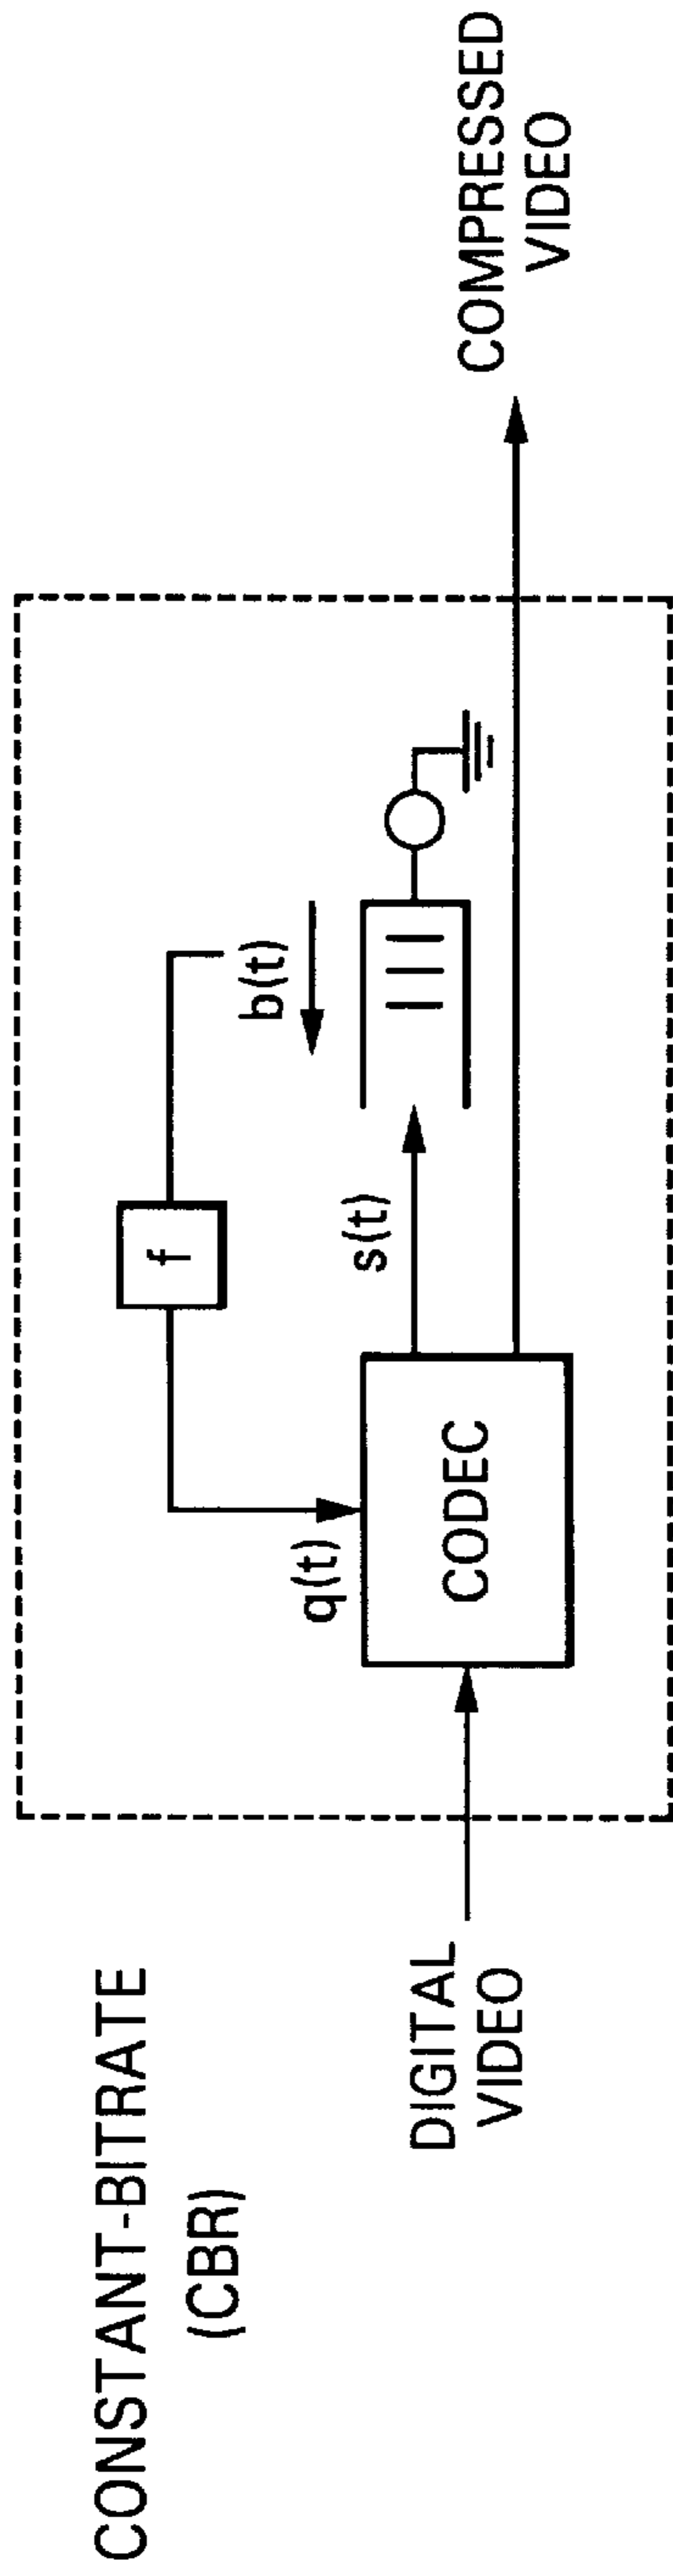 CONSTANT-BITRATE
(CBR)
f
b(t)
q(t)
s(t)
DIGITAL
VIDEO
CODEC
COMPRESSED
VIDEO